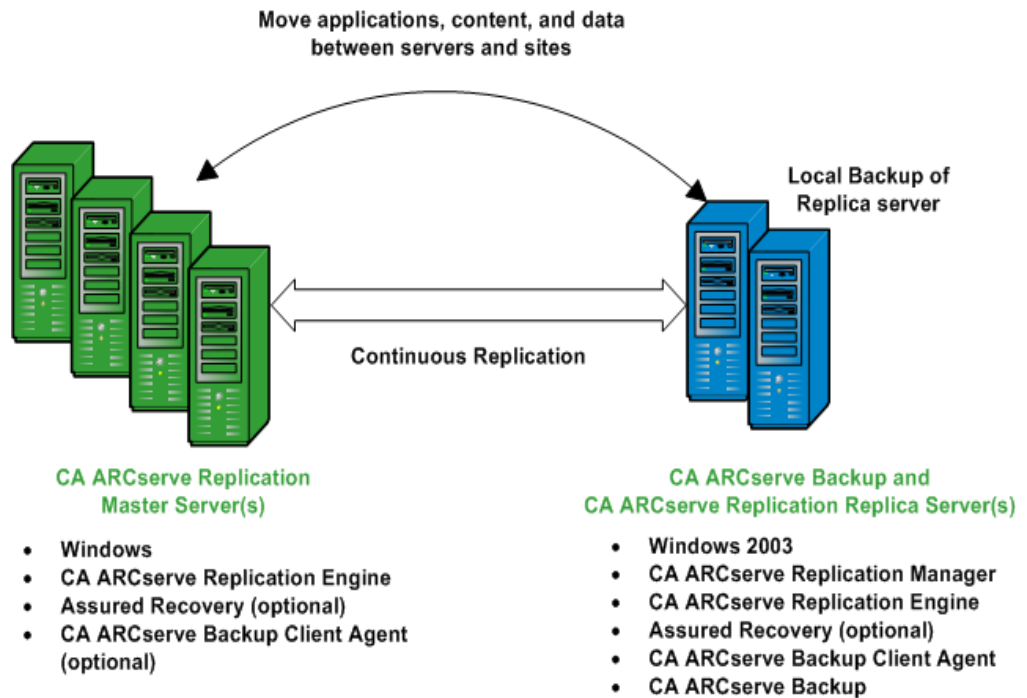 Move applications, content, and data
between servers and sites
Local Backup of
Replica server
Continuous Replication
CA ARCserve Replication
Master Server(s)
• Windows
• CA ARCserve Replication Engine
• Assured Recovery (optional)
• CA ARCserve Backup Client Agent
(optional)
CA ARCserve Backup and
CA ARCserve Replication Replica Server(s)
• Windows 2003
• CA ARCserve Replication Manager
• CA ARCserve Replication Engine
• Assured Recovery (optional)
• CA ARCserve Backup Client Agent
• CA ARCserve Backup